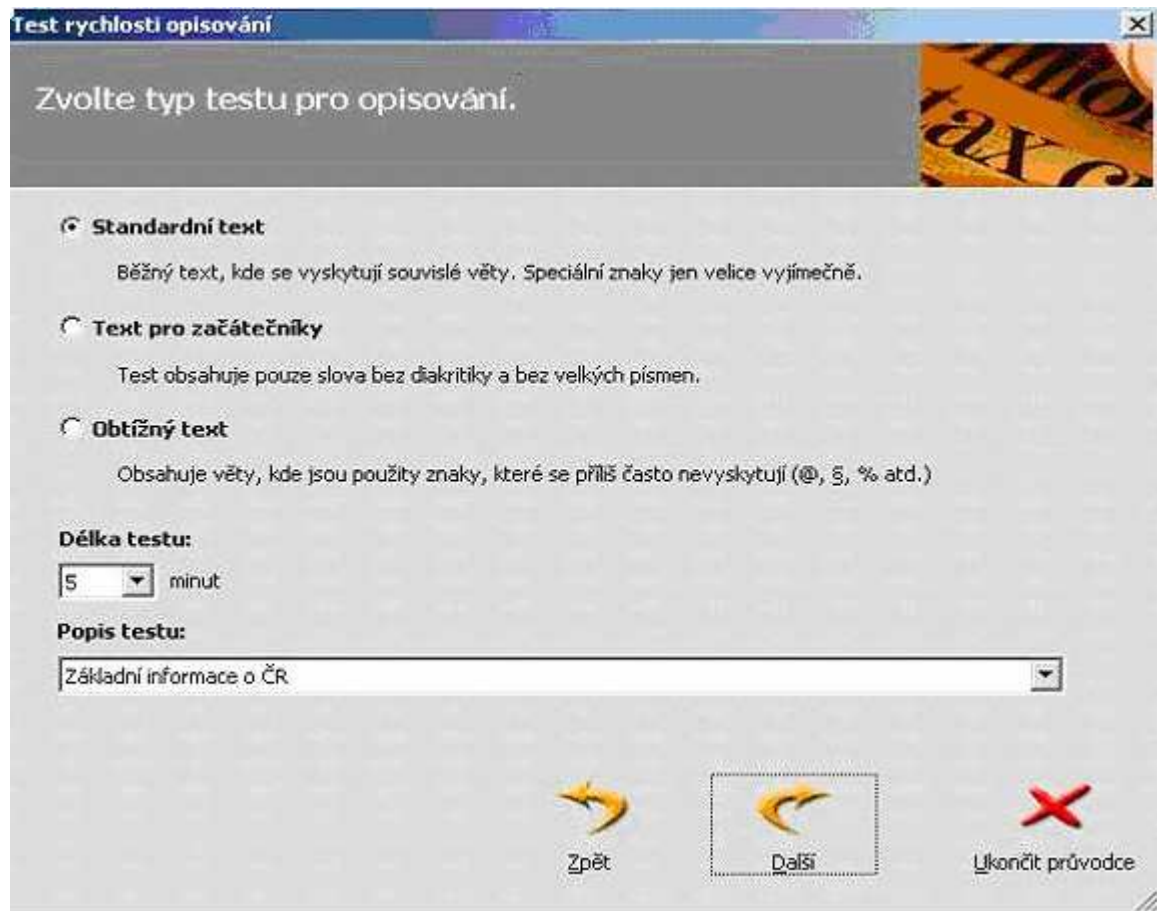 Test rychlosti opisování
Zvolte typ testu pro opisování.
tax c
Standardní text
Běžný text, kde se vyskytují souvislé věty. Speciální znaky jen velice vyjímečně.
Text pro začátečníky
Test obsahuje pouze slova bez diakritiky a bez velkých písmen.
Obtížný text
Obsahuje věty, kde jsou použity znaky, které se příliš často nevyskytují (@, §, % atd.)
Délka testu:
5 minut
Popis testu:
Základní informace o ČR
Zpět Další Ukončit průvodce